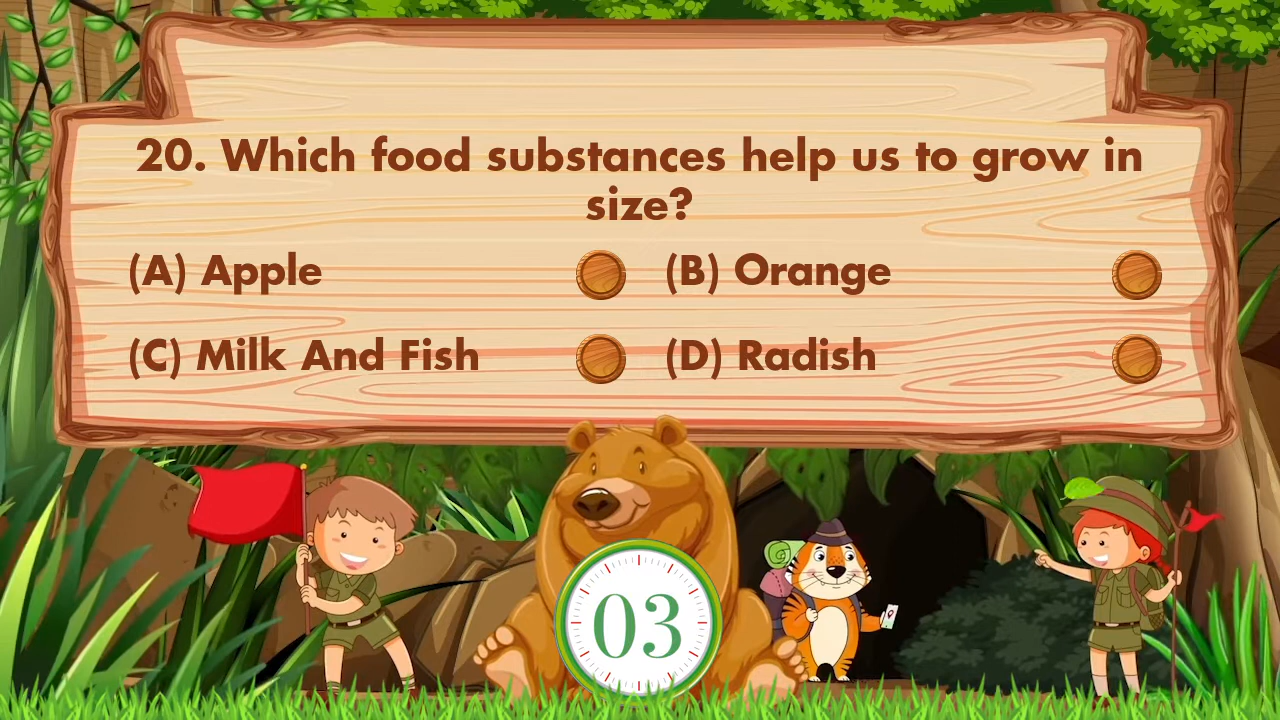 20. Which food substances help us to grow in
size?
(A) Apple
(B) Orange
(C) Milk And Fish
(D) Radish
03